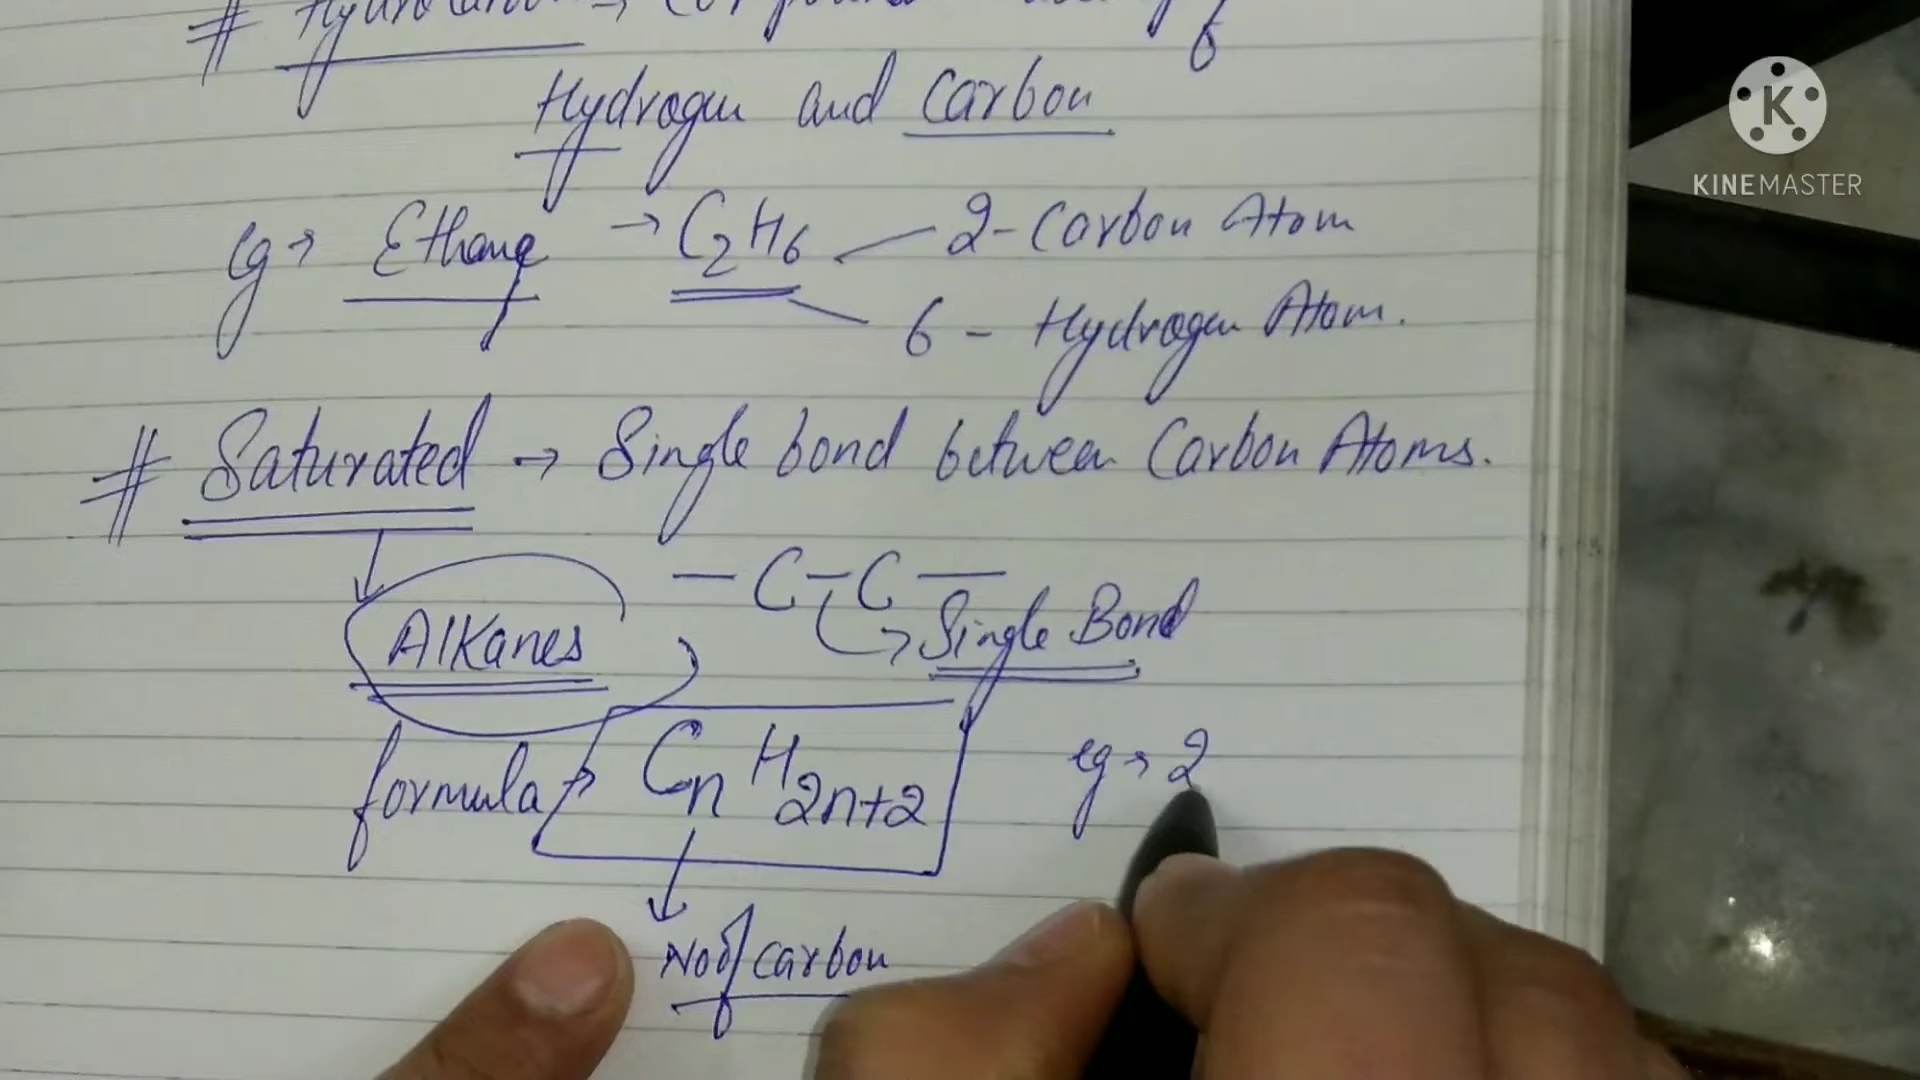 # Hydrocarbon →
Hydrogen and Carbon
eg → Ethane → C2H6 2-Carbon Atom
6 - Hydrogen Atom.
# Saturated → Single bond between Carbon Atoms.
— C – C —
Alkanes Single Bond
formula → CnH2n+2 eg → 2
No of carbon
KINEMASTER